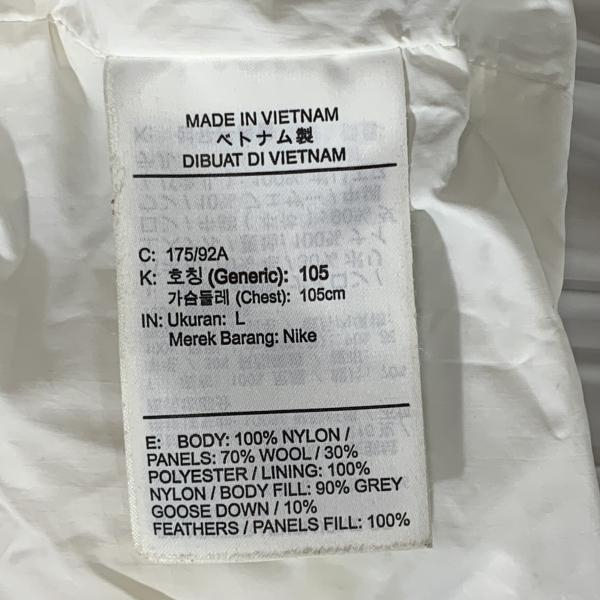 MADE IN VIETNAM
ベトナム製
DIBUAT DI VIETNAM
C: 175/92A
K: 호칭 (Generic): 105
가슴둘레 (Chest): 105cm
IN: Ukuran: L
Merek Barang: Nike
E: BODY: 100% NYLON /
PANELS: 70% WOOL / 30%
POLYESTER / LINING: 100%
NYLON / BODY FILL: 90% GREY
GOOSE DOWN / 10%
FEATHERS / PANELS FILL: 100%